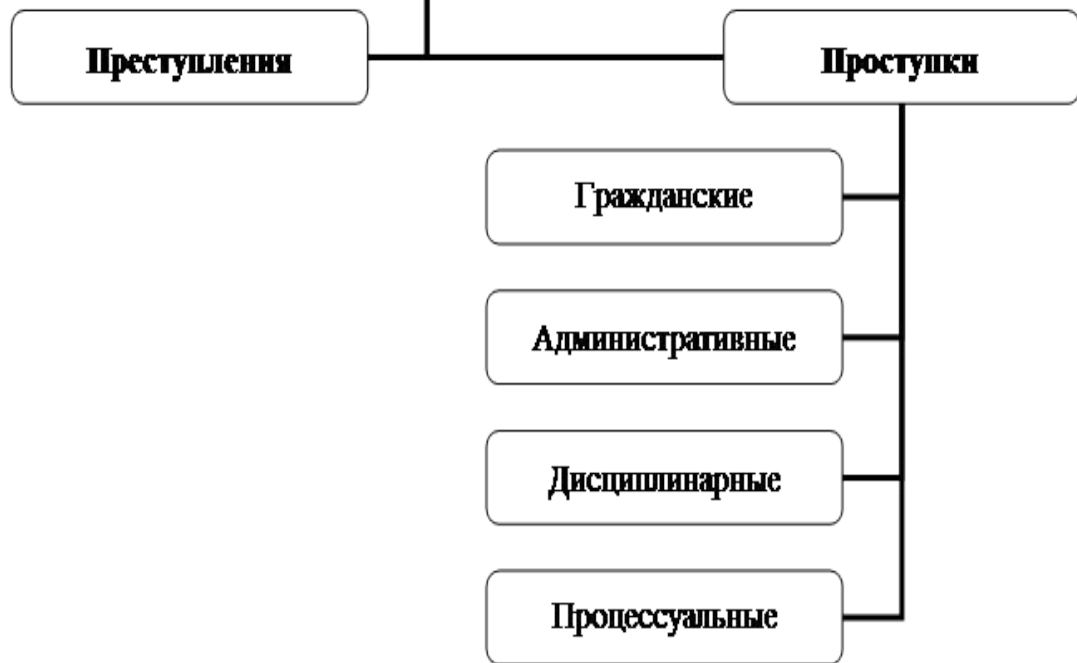 Преступления
Проступки
Гражданские
Административные
Дисциплинарные
Процессуальные